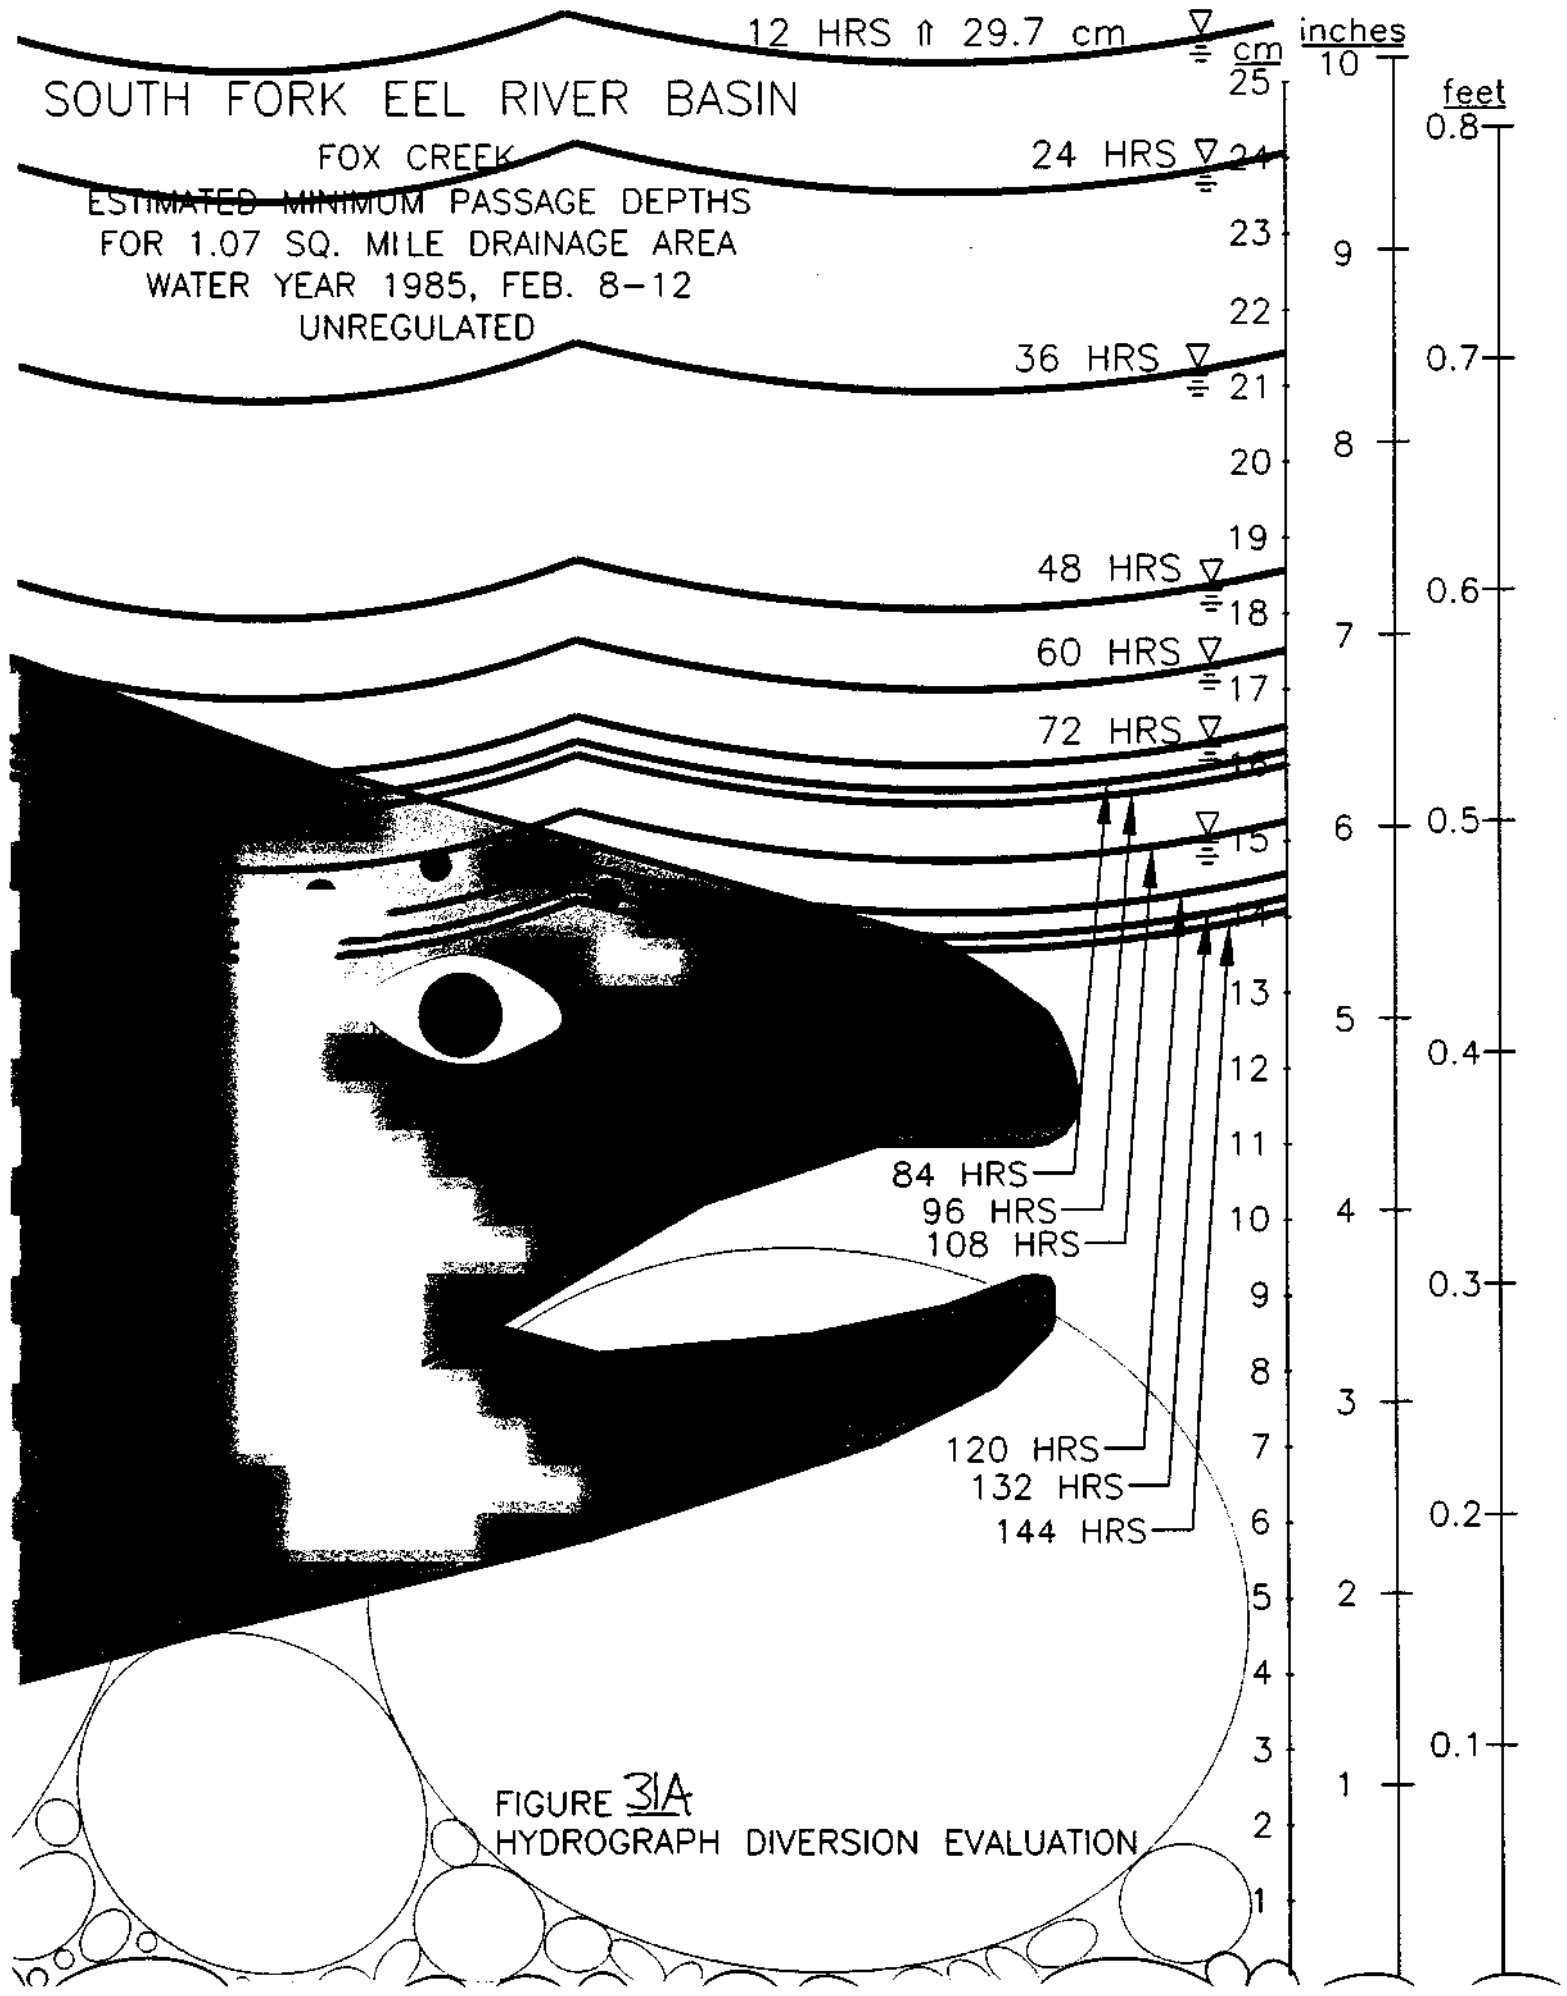 12 HRS ⇑ 29.7 cm
SOUTH FORK EEL RIVER BASIN
FOX CREEK
ESTIMATED MINIMUM PASSAGE DEPTHS
FOR 1.07 SQ. MILE DRAINAGE AREA
WATER YEAR 1985, FEB. 8-12
UNREGULATED
24 HRS
36 HRS
48 HRS
60 HRS
72 HRS
84 HRS
96 HRS
108 HRS
120 HRS
132 HRS
144 HRS
FIGURE 31A
HYDROGRAPH DIVERSION EVALUATION
cm
25
24
23
22
21
20
19
18
17
16
15
14
13
12
11
10
9
8
7
6
5
4
3
2
1
inches
10
9
8
7
6
5
4
3
2
1
feet
0.8
0.7
0.6
0.5
0.4
0.3
0.2
0.1